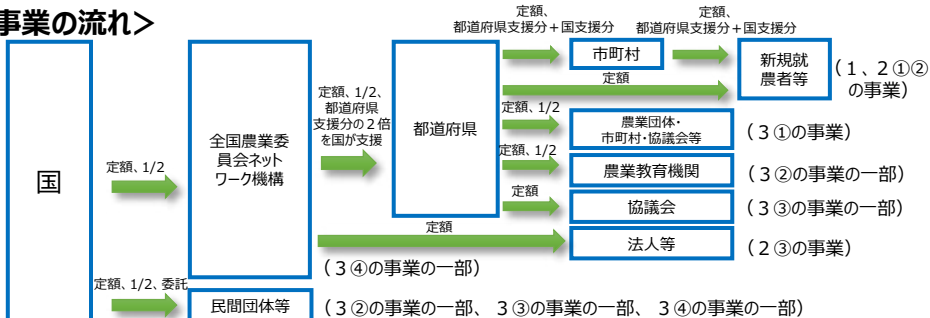 事業の流れ＞
定額、
都道府県支援分＋国支援分
定額、
都道府県支援分＋国支援分
市町村
新規就
農者等
（１、２①②
の事業）
定額
国
定額、1/2
全国農業委
員会ネット
ワーク機構
定額、1/2、
都道府県
支援分の２倍
を国が支援
都道府県
定額、1/2
農業団体・
市町村・協議会等
（３①の事業）
定額、1/2
農業教育機関
（３②の事業の一部）
定額
協議会
（３③の事業の一部）
定額
法人等
（２③の事業）
（３④の事業の一部）
定額、1/2、委託
民間団体等
（３②の事業の一部、３③の事業の一部、３④の事業の一部）